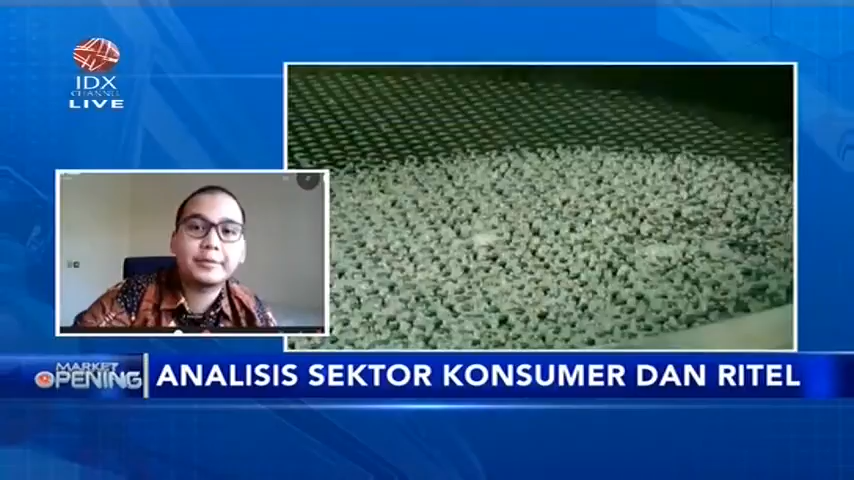 IDX
CHANNEL
LIVE
MARKET
OPENING
ANALISIS SEKTOR KONSUMER DAN RITEL